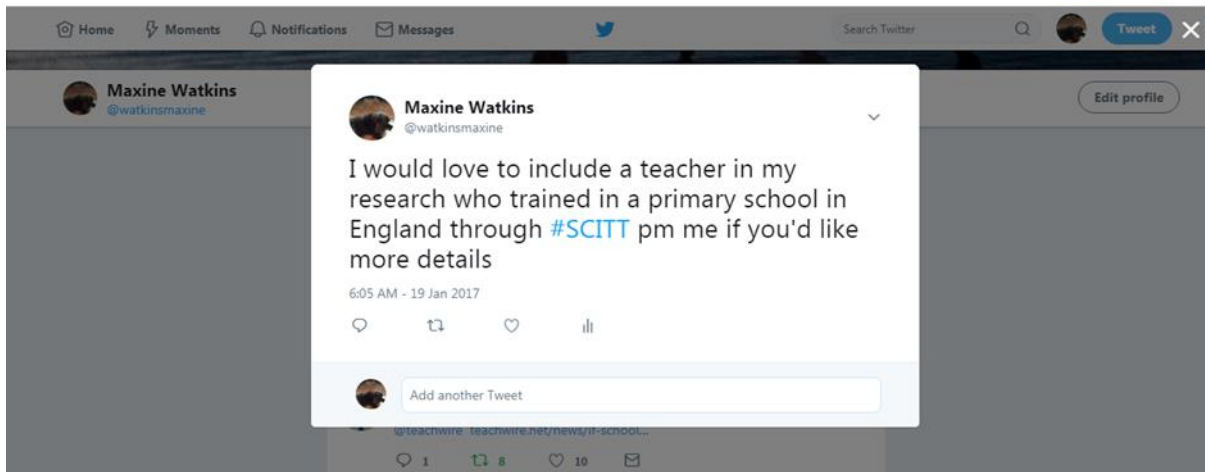 Home Moments Notifications Messages Search Twitter Tweet
Maxine Watkins
@watkinsmaxine
Edit profile
Maxine Watkins
@watkinsmaxine
I would love to include a teacher in my
research who trained in a primary school in
England through #SCITT pm me if you'd like
more details
6:05 AM - 19 Jan 2017
Add another Tweet
@teachwire teachwire.net/news/if-school...
1 8 10